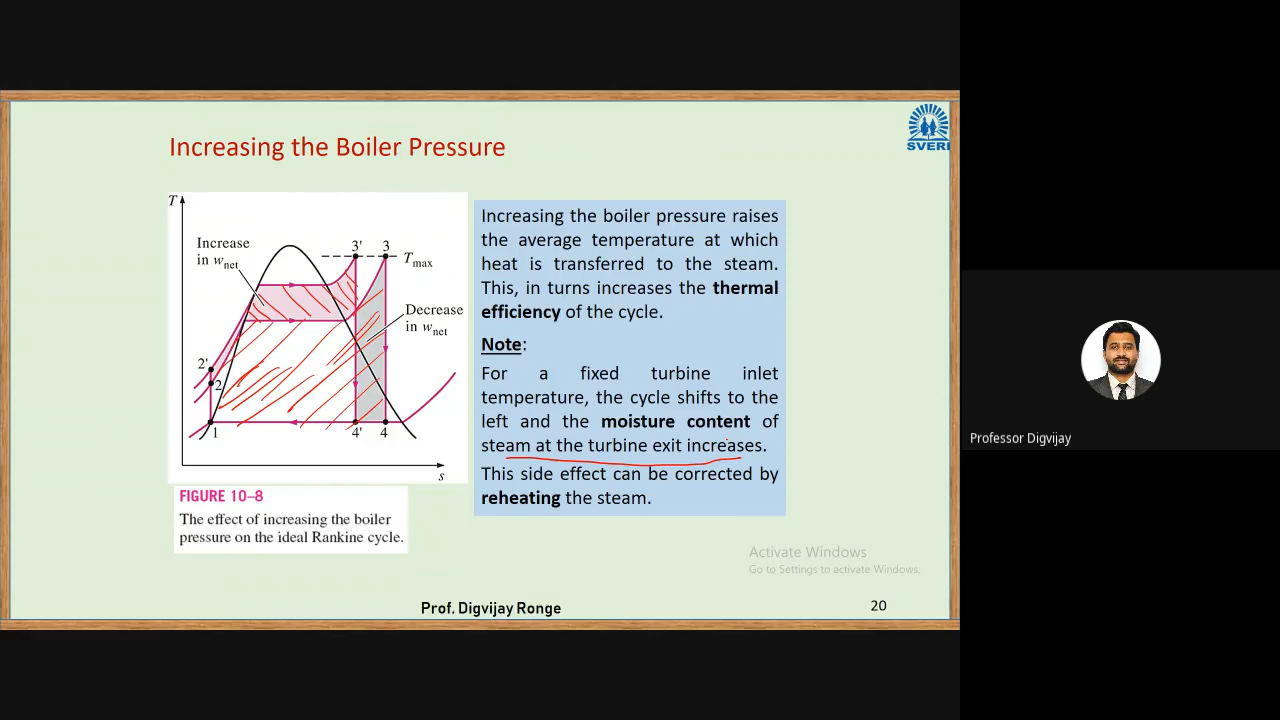 SVERI
Increasing the Boiler Pressure
T
Increase
in wnet
3'
3
Tmax
Decrease
in wnet
2'
2
1
4'
4
s
FIGURE 10–8
The effect of increasing the boiler
pressure on the ideal Rankine cycle.
Increasing the boiler pressure raises
the average temperature at which
heat is transferred to the steam.
This, in turns increases the thermal
efficiency of the cycle.
Note:
For a fixed turbine inlet
temperature, the cycle shifts to the
left and the moisture content of
steam at the turbine exit increases.
This side effect can be corrected by
reheating the steam.
Activate Windows
Go to Settings to activate Windows.
Prof. Digvijay Ronge
20
Professor Digvijay